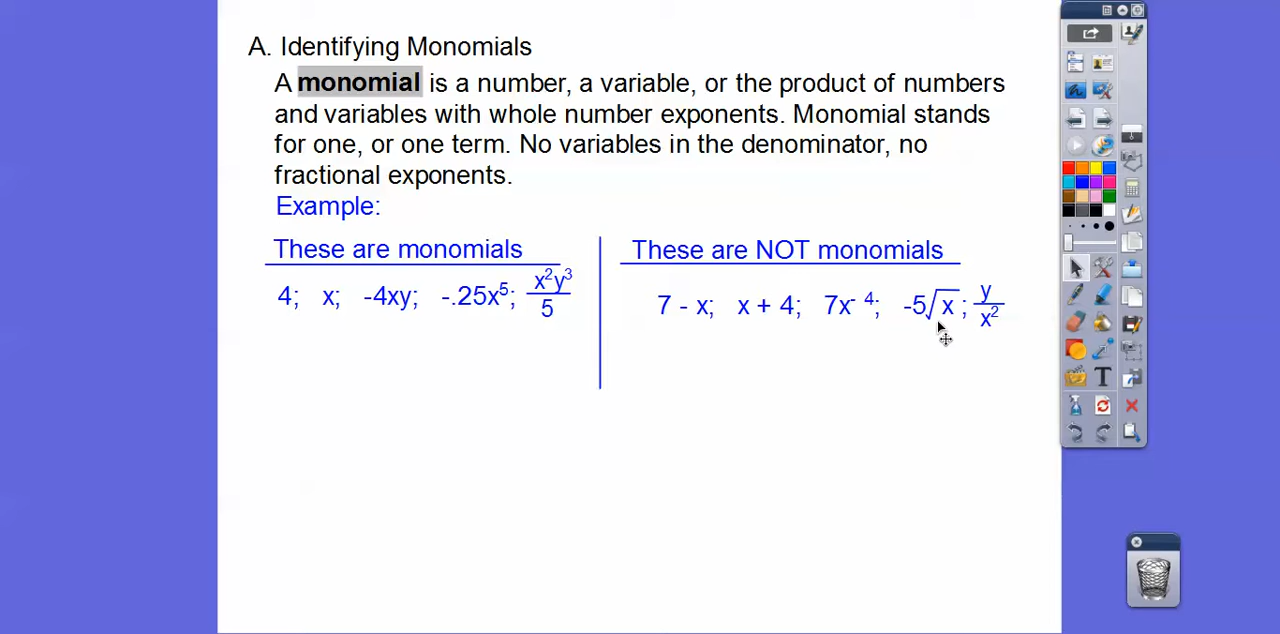 A. Identifying Monomials
A monomial is a number, a variable, or the product of numbers
and variables with whole number exponents. Monomial stands
for one, or one term. No variables in the denominator, no
fractional exponents.
Example:
These are monomials
4; x; -4xy; -.25x⁵; x²y³/5
These are NOT monomials
7 - x; x + 4; 7x⁻⁴; -5√x; y/x²
T